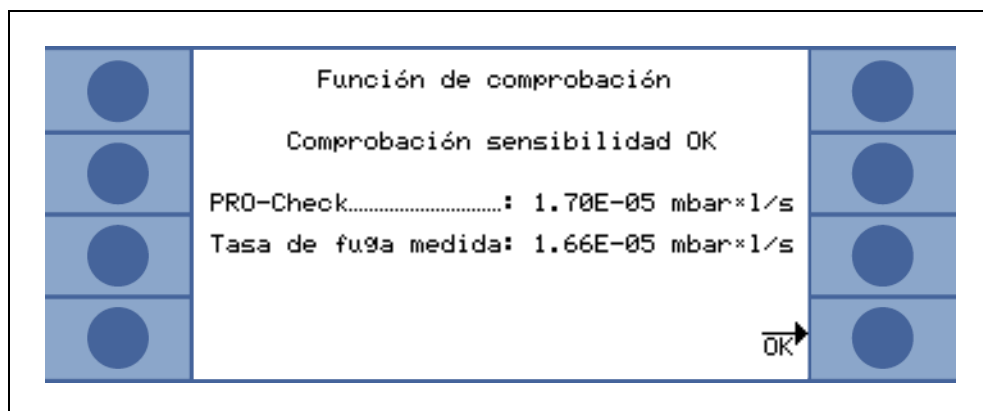 Función de comprobación
Comprobación sensibilidad OK
PRO-Check..............................: 1.70E-05 mbar×l/s
Tasa de fuga medida: 1.66E-05 mbar×l/s
OK